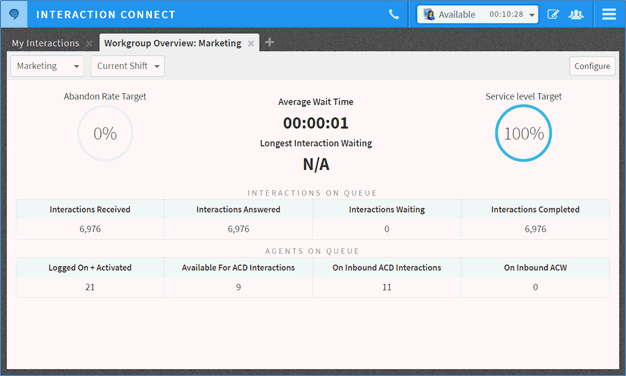 INTERACTION CONNECT
Available 00:10:28
My Interactions
Workgroup Overview: Marketing
Marketing
Current Shift
Configure
Abandon Rate Target
0%
Average Wait Time
00:00:01
Longest Interaction Waiting
N/A
Service level Target
100%
INTERACTIONS ON QUEUE
Interactions Received Interactions Answered Interactions Waiting Interactions Completed
6,976 6,976 0 6,976
AGENTS ON QUEUE
Logged On + Activated Available For ACD Interactions On Inbound ACD Interactions On Inbound ACW
21 9 11 0